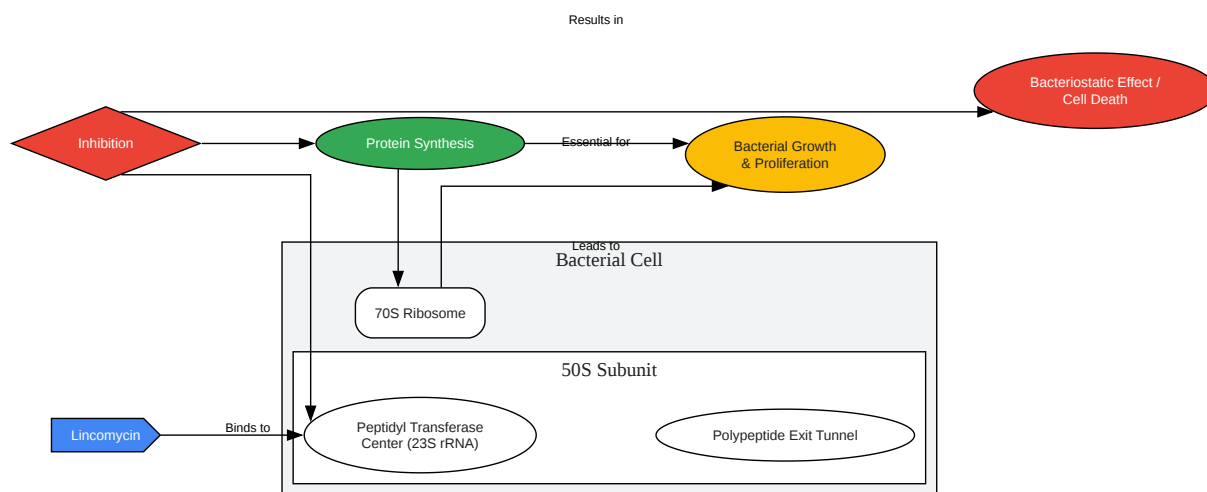 Results in
Bacteriostatic Effect /
Cell Death
Inhibition
Protein Synthesis
Essential for
Bacterial Growth
& Proliferation
Leads to
Bacterial Cell
70S Ribosome
50S Subunit
Lincomycin
Binds to
Peptidyl Transferase
Center (23S rRNA)
Polypeptide Exit Tunnel